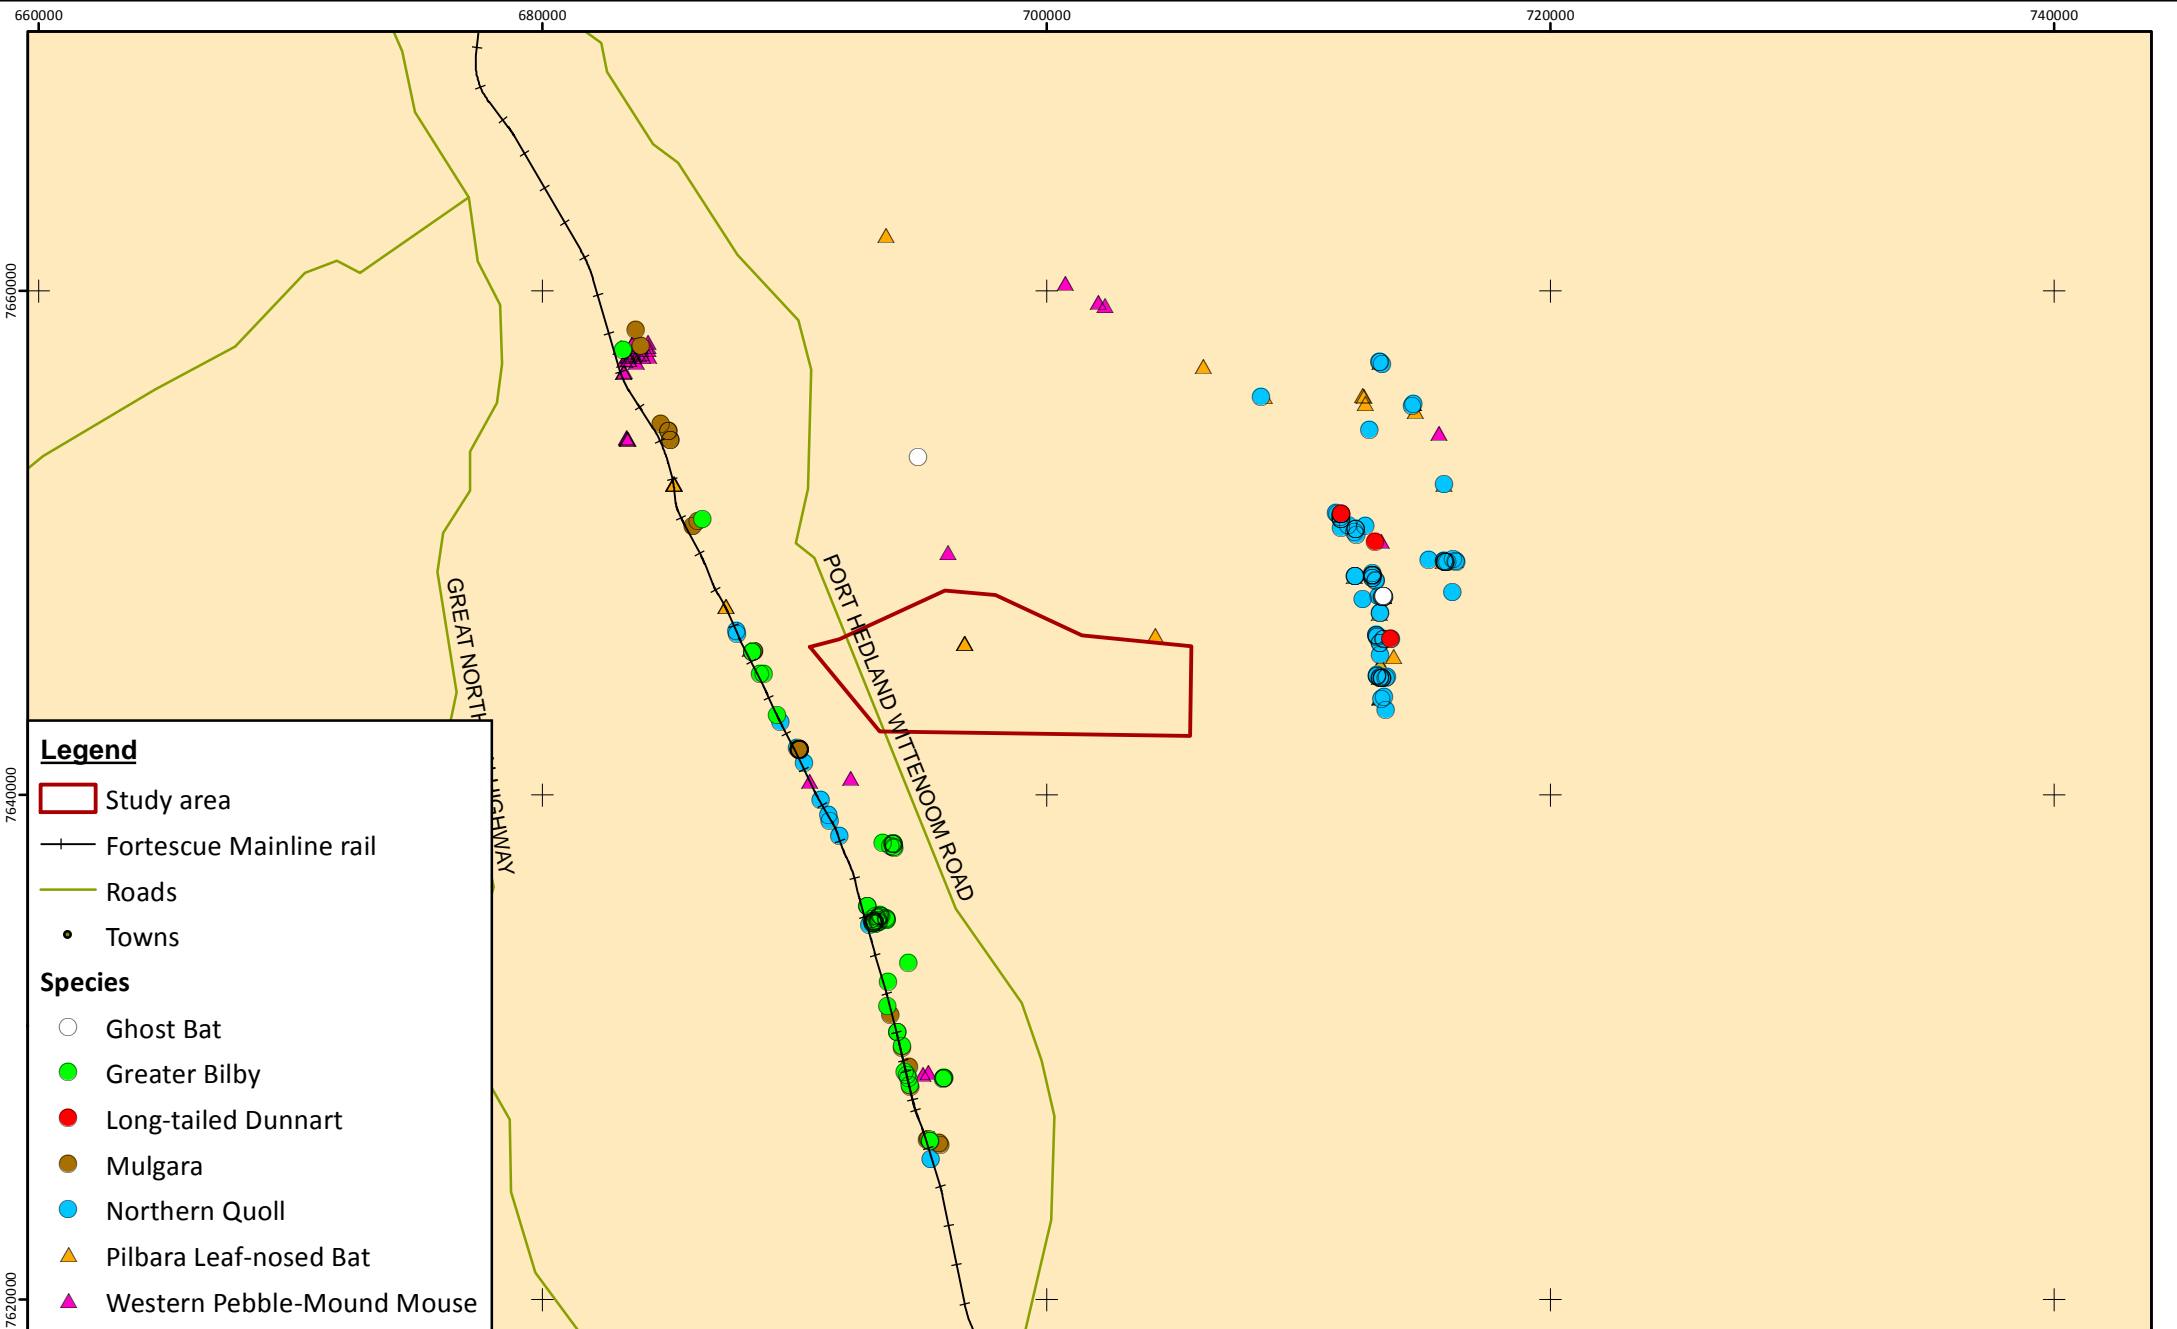 660000 680000 700000 720000 740000
7660000
7640000
7620000
PORT HEDLAND WITTENOOM ROAD
GREAT NORTH
HIGHWAY
Legend
Study area
Fortescue Mainline rail
Roads
Towns
Species
Ghost Bat
Greater Bilby
Long-tailed Dunnart
Mulgara
Northern Quoll
Pilbara Leaf-nosed Bat
Western Pebble-Mound Mouse